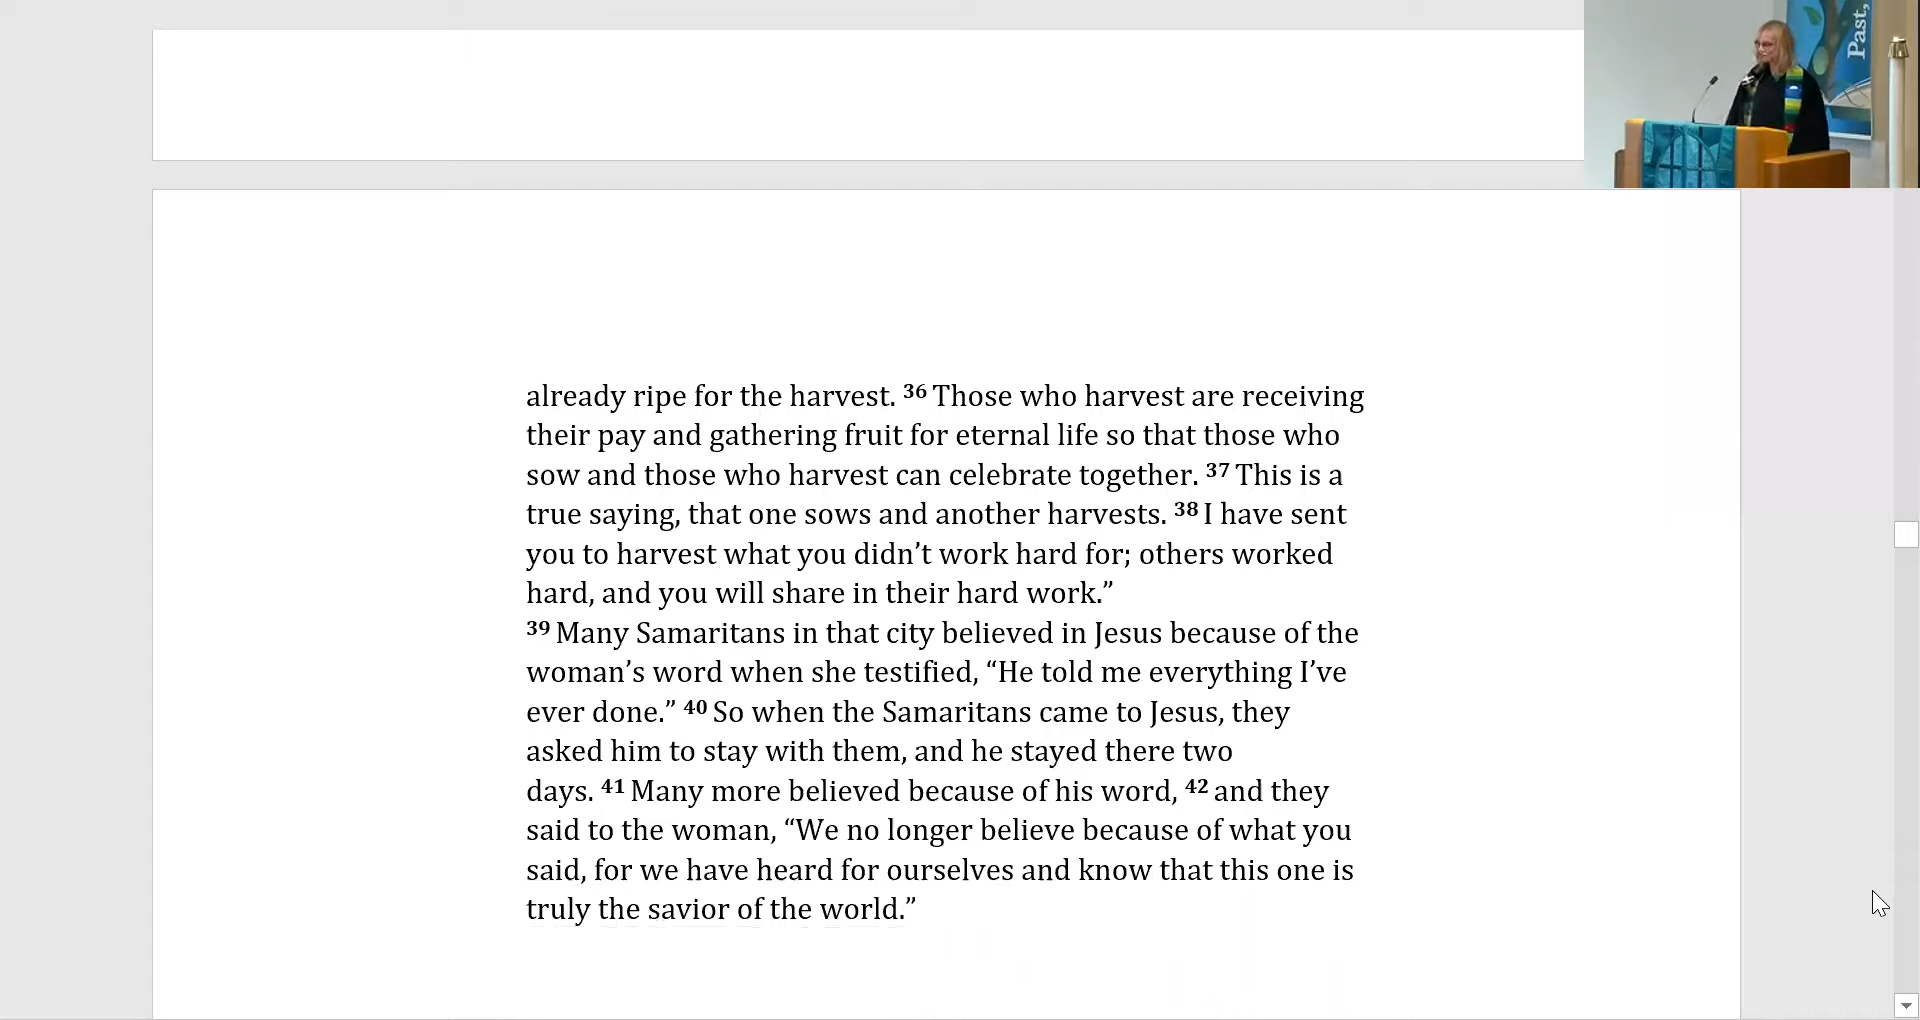 Past,
already ripe for the harvest. 36 Those who harvest are receiving
their pay and gathering fruit for eternal life so that those who
sow and those who harvest can celebrate together. 37 This is a
true saying, that one sows and another harvests. 38 I have sent
you to harvest what you didn’t work hard for; others worked
hard, and you will share in their hard work.”
39 Many Samaritans in that city believed in Jesus because of the
woman’s word when she testified, “He told me everything I’ve
ever done.” 40 So when the Samaritans came to Jesus, they
asked him to stay with them, and he stayed there two
days. 41 Many more believed because of his word, 42 and they
said to the woman, “We no longer believe because of what you
said, for we have heard for ourselves and know that this one is
truly the savior of the world.”